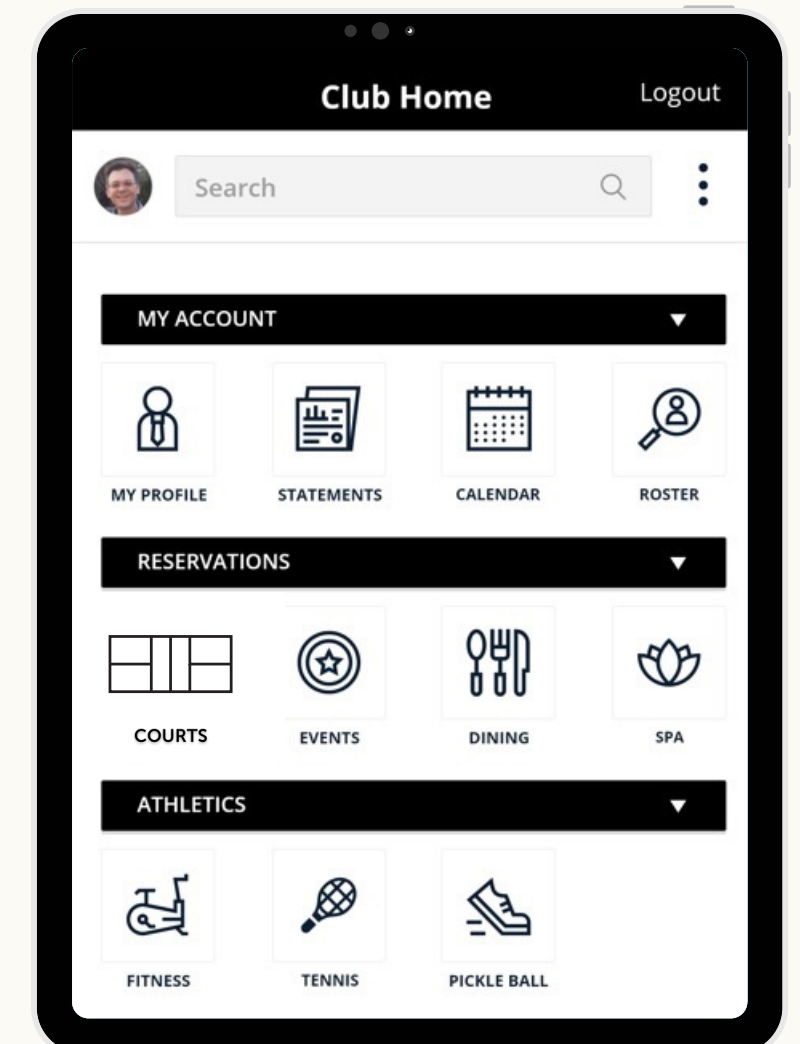 Club Home
Logout
Search
MY ACCOUNT
MY PROFILE
STATEMENTS
CALENDAR
ROSTER
RESERVATIONS
COURTS
EVENTS
DINING
SPA
ATHLETICS
FITNESS
TENNIS
PICKLE BALL